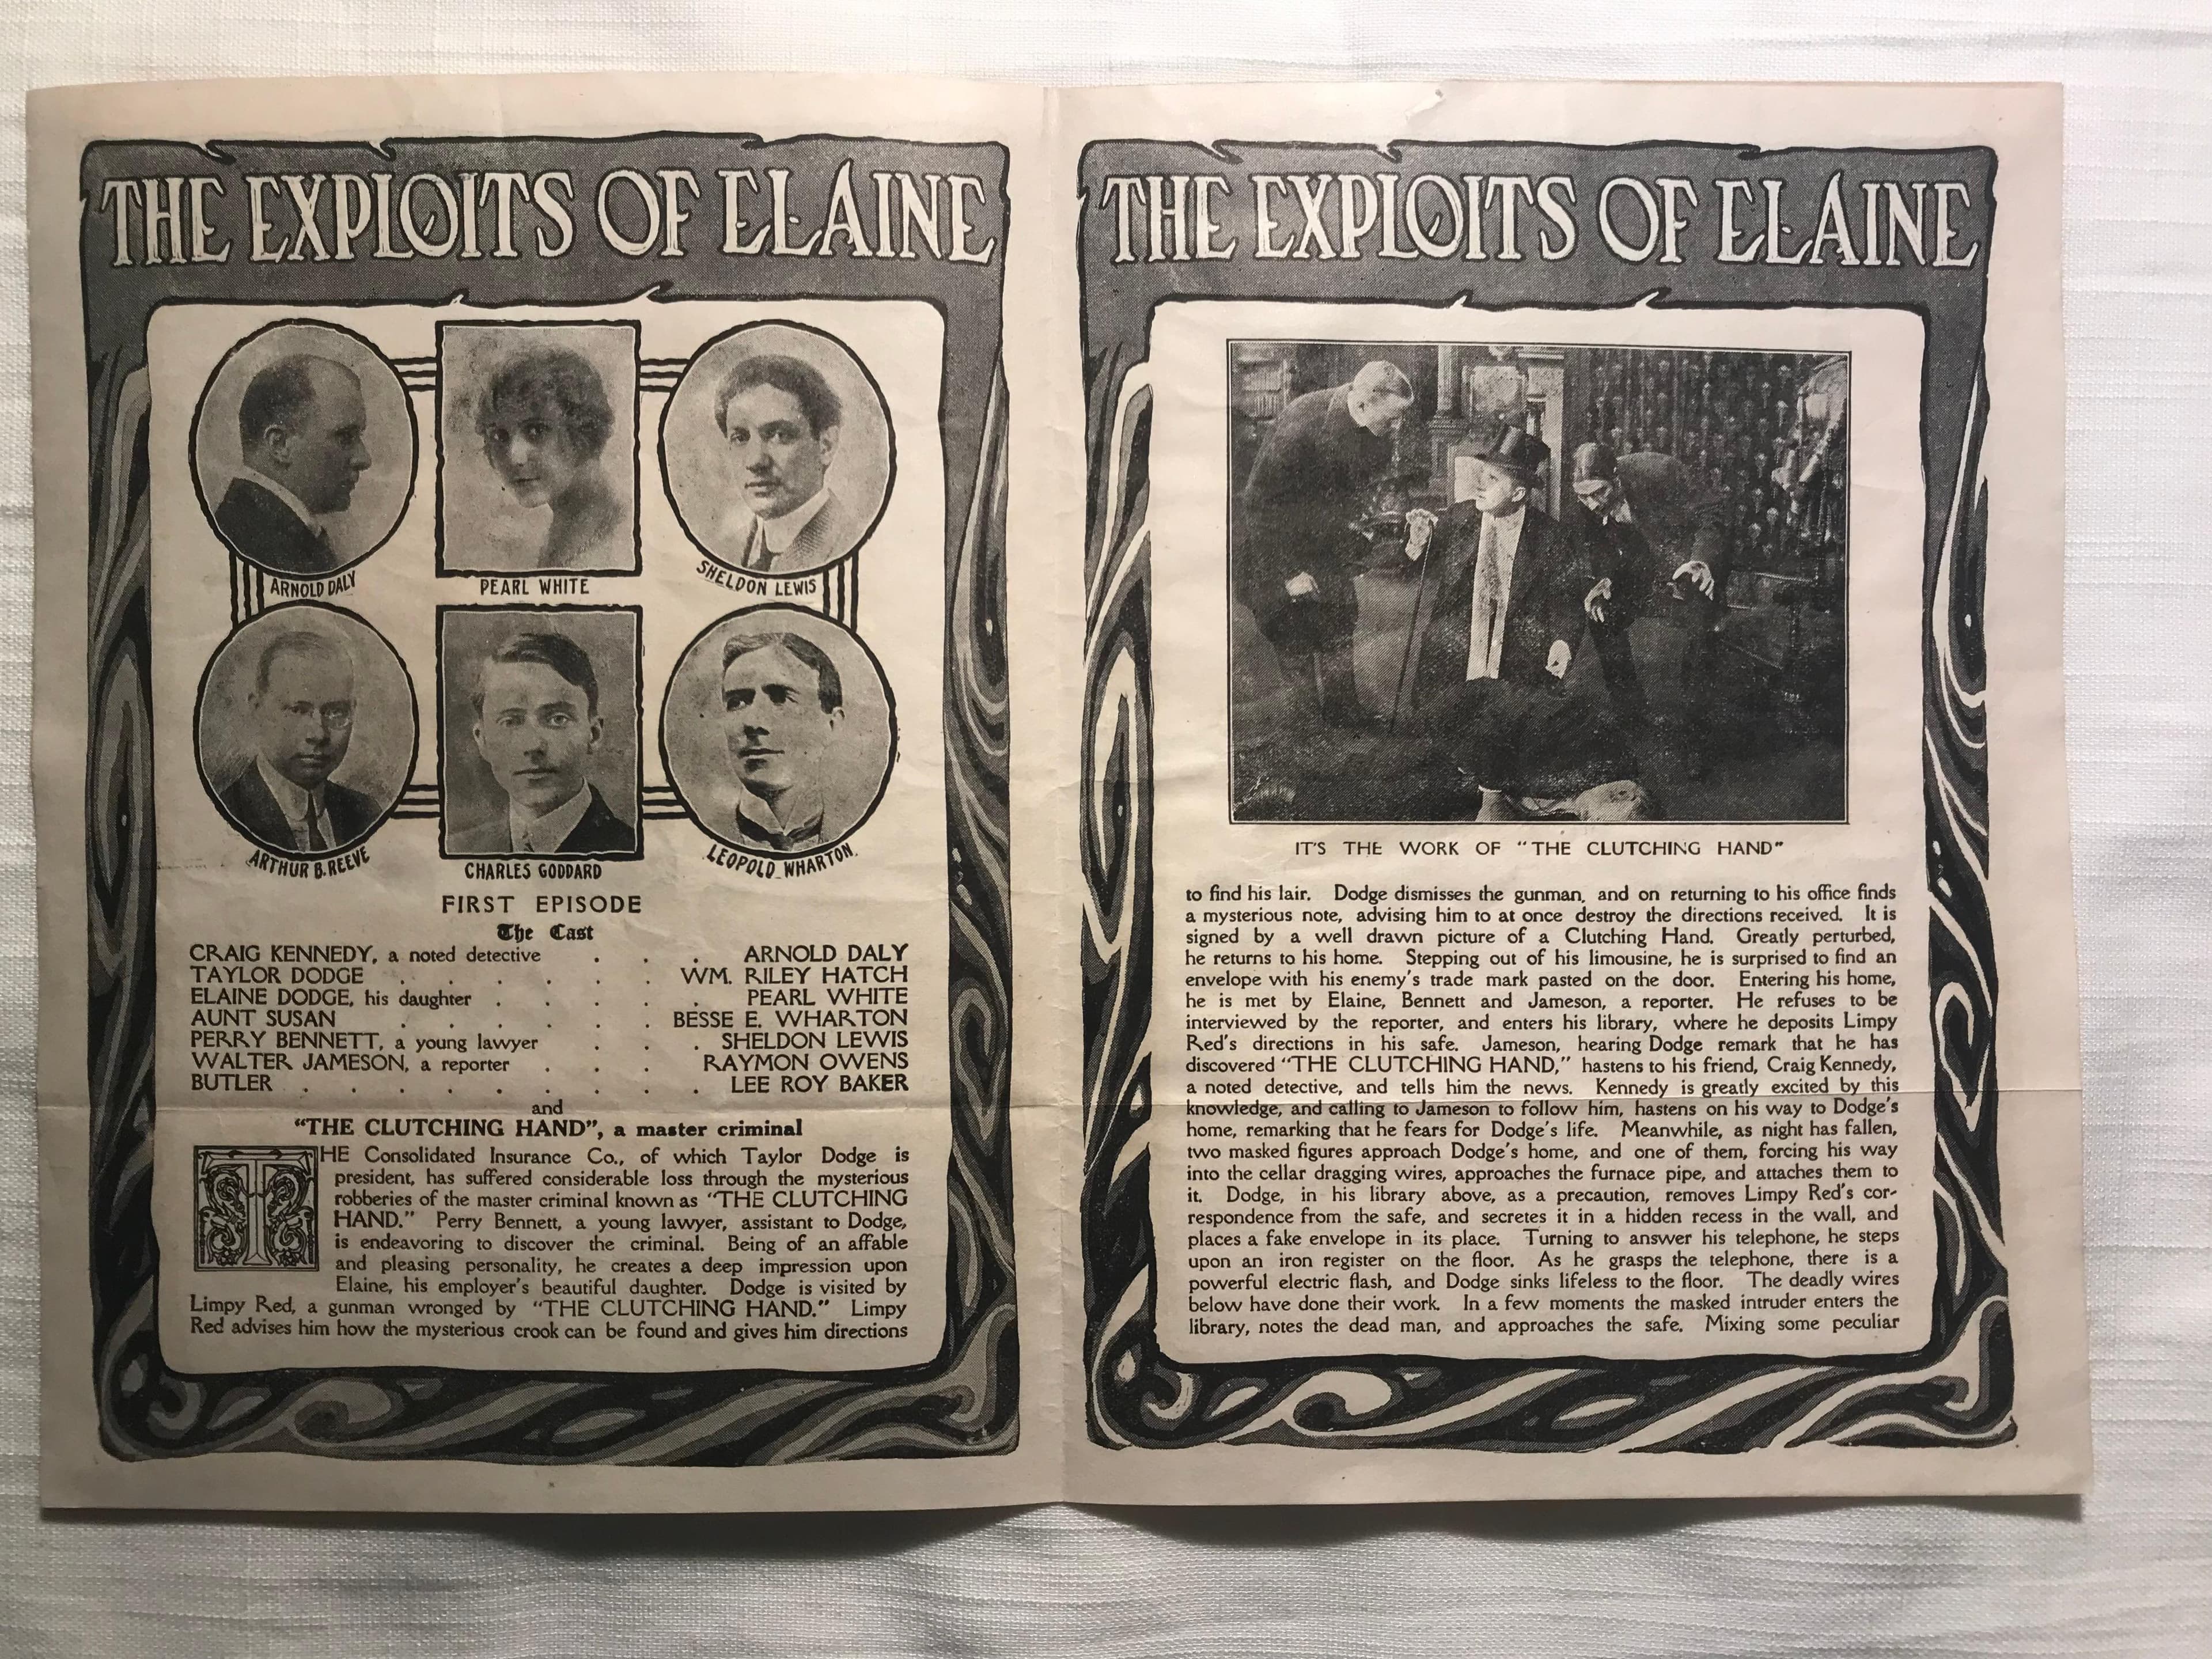 THE EXPLOITS OF ELAINE
ARNOLD DALY
PEARL WHITE
SHELDON LEWIS
ARTHUR B. REEVE
CHARLES GODDARD
LEOPOLD WHARTON
FIRST EPISODE
The Cast
CRAIG KENNEDY, a noted detective . . . ARNOLD DALY
TAYLOR DODGE . . . . . . WM. RILEY HATCH
ELAINE DODGE, his daughter . . . . . PEARL WHITE
AUNT SUSAN . . . . . . BESSE E. WHARTON
PERRY BENNETT, a young lawyer . . . SHELDON LEWIS
WALTER JAMESON, a reporter . . . RAYMON OWENS
BUTLER . . . . . . . . . LEE ROY BAKER
and
"THE CLUTCHING HAND", a master criminal
THE Consolidated Insurance Co., of which Taylor Dodge is
president, has suffered considerable loss through the mysterious
robberies of the master criminal known as "THE CLUTCHING
HAND." Perry Bennett, a young lawyer, assistant to Dodge,
is endeavoring to discover the criminal. Being of an affable
and pleasing personality, he creates a deep impression upon
Elaine, his employer's beautiful daughter. Dodge is visited by
Limpy Red, a gunman wronged by "THE CLUTCHING HAND." Limpy
Red advises him how the mysterious crook can be found and gives him directions
THE EXPLOITS OF ELAINE
IT'S THE WORK OF "THE CLUTCHING HAND"
to find his lair. Dodge dismisses the gunman, and on returning to his office finds
a mysterious note, advising him to at once destroy the directions received. It is
signed by a well drawn picture of a Clutching Hand. Greatly perturbed,
he returns to his home. Stepping out of his limousine, he is surprised to find an
envelope with his enemy's trade mark pasted on the door. Entering his home,
he is met by Elaine, Bennett and Jameson, a reporter. He refuses to be
interviewed by the reporter, and enters his library, where he deposits Limpy
Red's directions in his safe. Jameson, hearing Dodge remark that he has
discovered "THE CLUTCHING HAND," hastens to his friend, Craig Kennedy,
a noted detective, and tells him the news. Kennedy is greatly excited by this
knowledge, and calling to Jameson to follow him, hastens on his way to Dodge's
home, remarking that he fears for Dodge's life. Meanwhile, as night has fallen,
two masked figures approach Dodge's home, and one of them, forcing his way
into the cellar dragging wires, approaches the furnace pipe, and attaches them to
it. Dodge, in his library above, as a precaution, removes Limpy Red's cor-
respondence from the safe, and secretes it in a hidden recess in the wall, and
places a fake envelope in its place. Turning to answer his telephone, he steps
upon an iron register on the floor. As he grasps the telephone, there is a
powerful electric flash, and Dodge sinks lifeless to the floor. The deadly wires
below have done their work. In a few moments the masked intruder enters the
library, notes the dead man, and approaches the safe. Mixing some peculiar